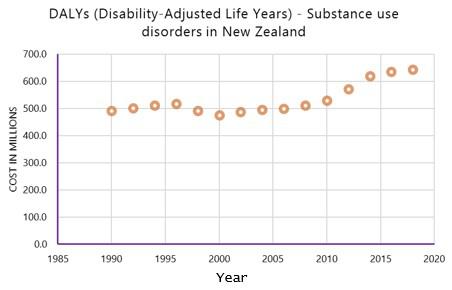 DALYs (Disability-Adjusted Life Years) - Substance use
disorders in New Zealand
700.0
600.0
500.0
400.0
300.0
200.0
100.0
00.0
COST IN MILLIONS
1985 1990 1995 2000 2005 2010 2015 2020
Year